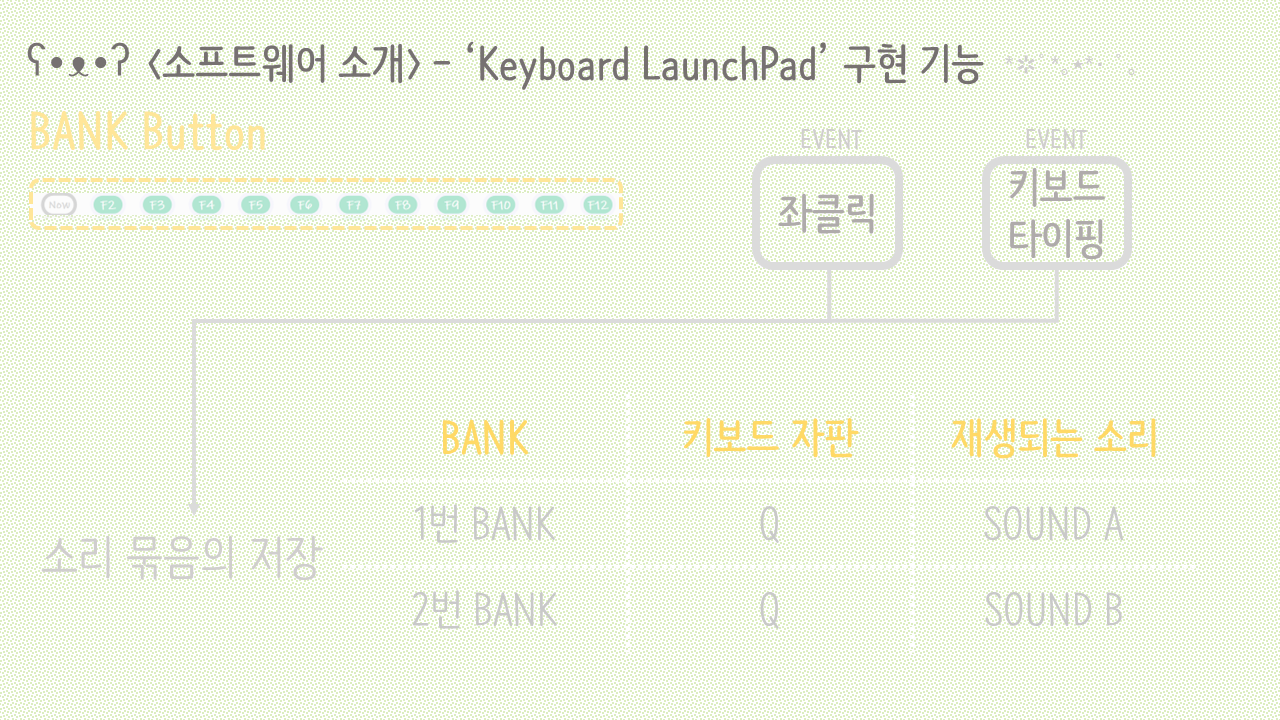 ʕ•ᴥ•ʔ <소프트웨어 소개> - ‘Keyboard LaunchPad’ 구현 기능 *✲ﾟ*｡⋆*･ ﾟ｡
BANK Button
Now F2 F3 F4 F5 F6 F7 F8 F9 F10 F11 F12
EVENT
좌클릭
EVENT
키보드
타이핑
소리 묶음의 저장
BANK 키보드 자판 재생되는 소리
1번 BANK Q SOUND A
2번 BANK Q SOUND B